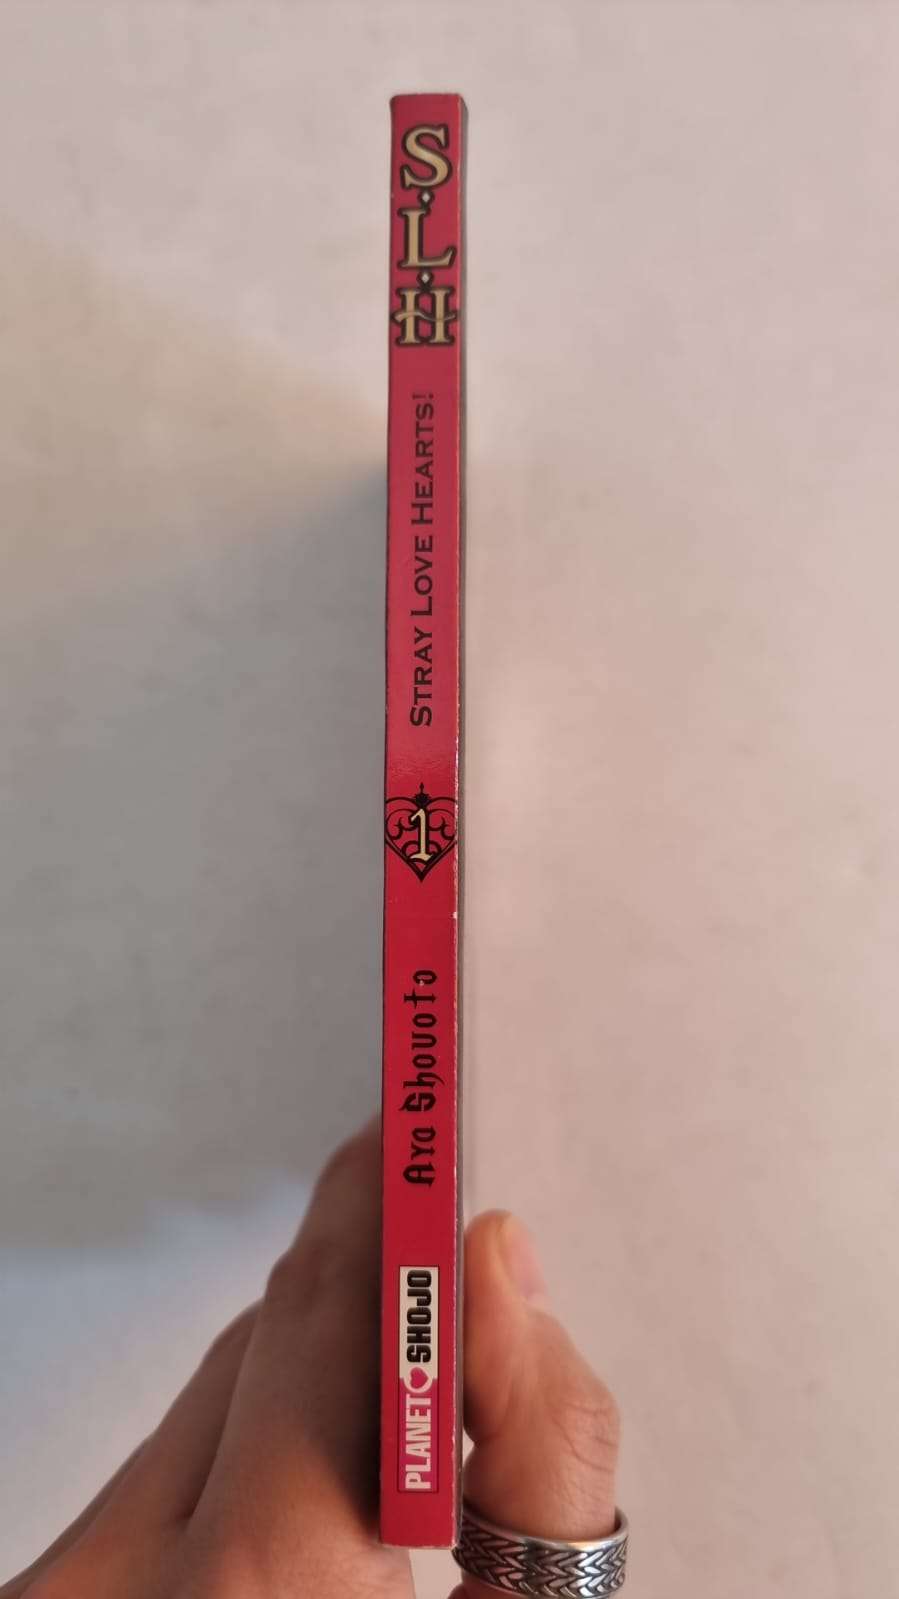 S.L.H
STRAY LOVE HEARTS!
1
Aya Shouoto
PLANET SHOJO